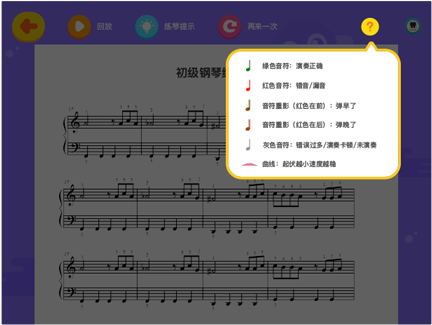 回放
练琴提示
再来一次
?
初级钢琴
绿色音符：演奏正确
红色音符：错音/漏音
音符重影（红色在前）：弹早了
音符重影（红色在后）：弹晚了
灰色音符：错误过多/演奏卡顿/未演奏
曲线：起伏越小速度越稳